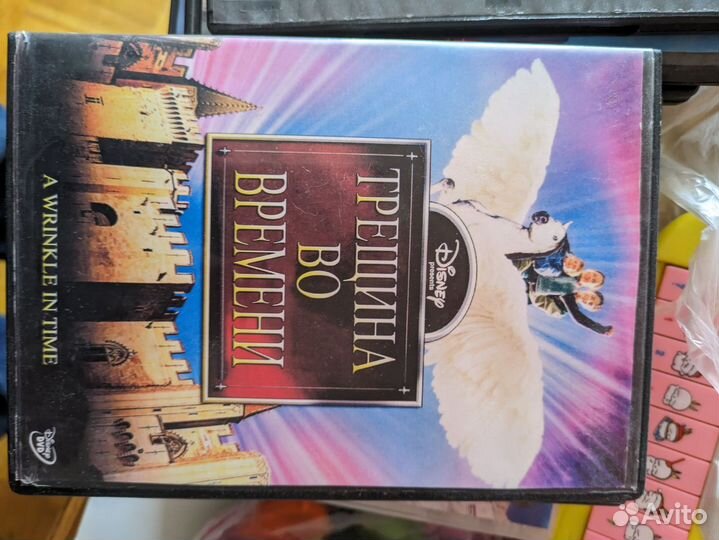 Disney
presents
ТРЕЩИНА
ВО
ВРЕМЕНИ
A WRINKLE IN TIME
Disney
DVD
Avito